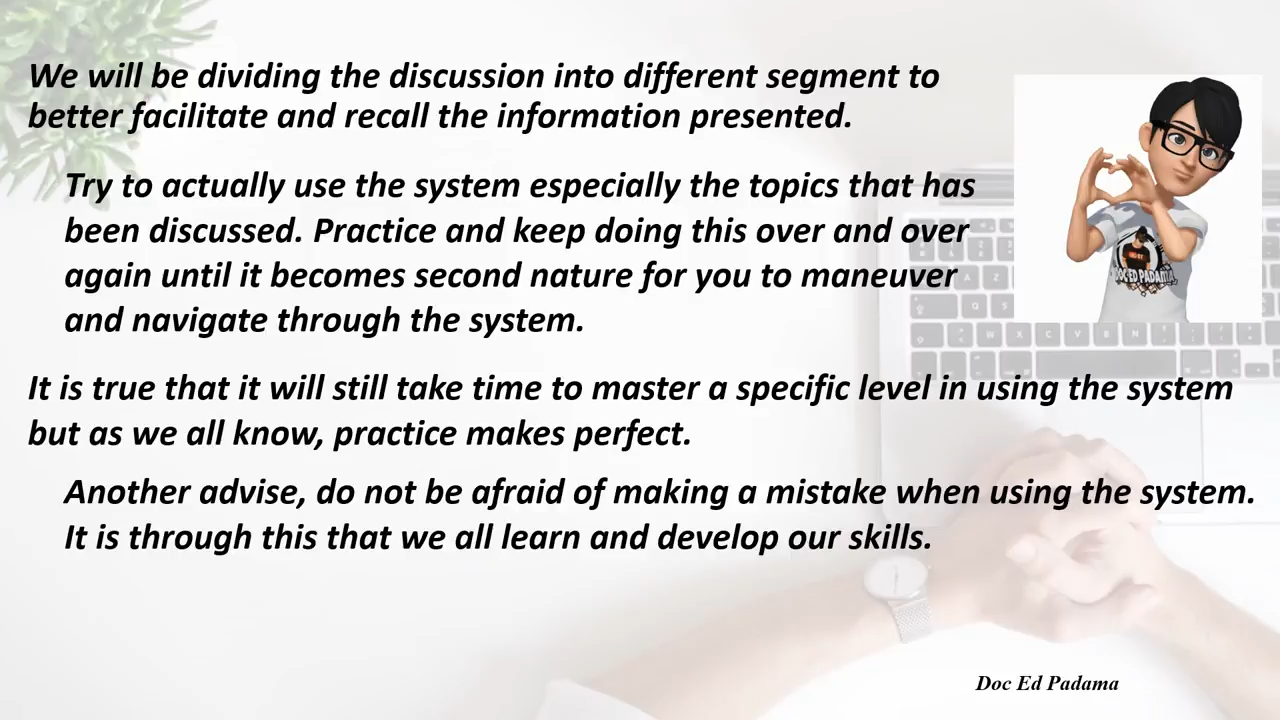 We will be dividing the discussion into different segment to
better facilitate and recall the information presented.
Try to actually use the system especially the topics that has
been discussed. Practice and keep doing this over and over
again until it becomes second nature for you to maneuver
and navigate through the system.
It is true that it will still take time to master a specific level in using the system
but as we all know, practice makes perfect.
Another advise, do not be afraid of making a mistake when using the system.
It is through this that we all learn and develop our skills.
DOC ED PADAMA
Doc Ed Padama